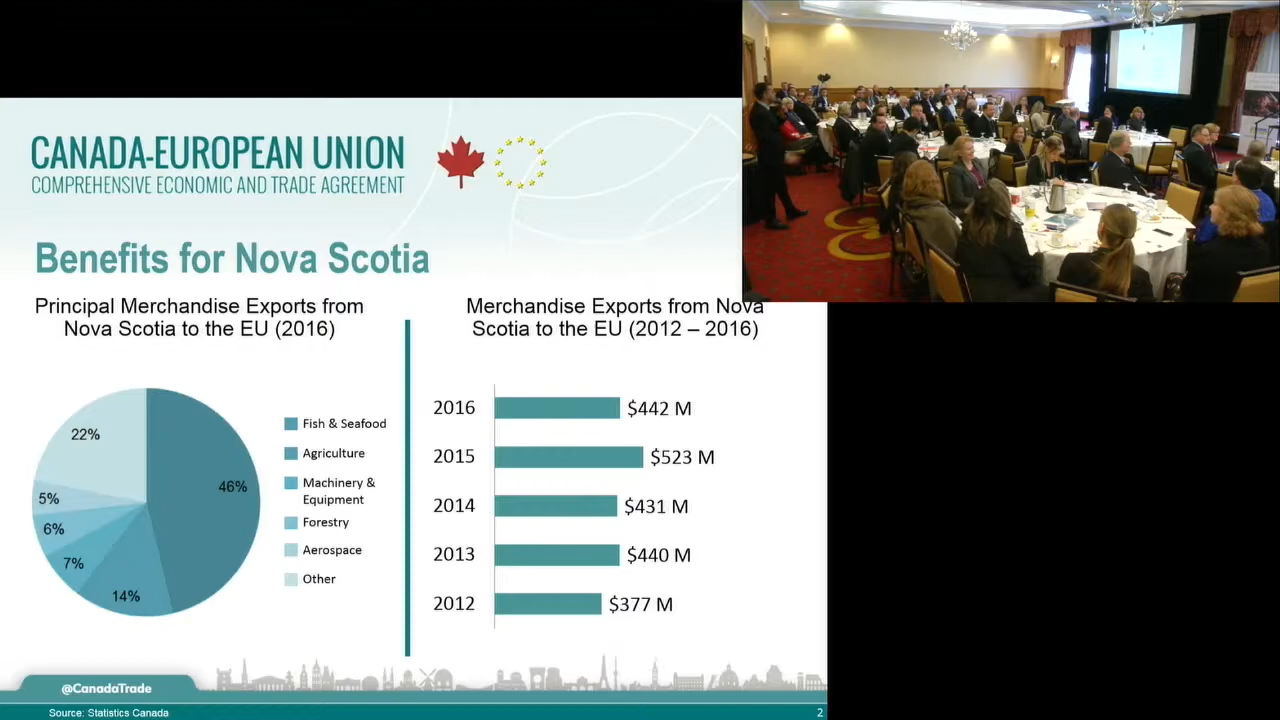 CANADA-EUROPEAN UNION
COMPREHENSIVE ECONOMIC AND TRADE AGREEMENT
Benefits for Nova Scotia
Principal Merchandise Exports from
Nova Scotia to the EU (2016)
22%
46%
5%
6%
7%
14%
Fish & Seafood
Agriculture
Machinery &
Equipment
Forestry
Aerospace
Other
Merchandise Exports from Nova
Scotia to the EU (2012 – 2016)
2016 $442 M
2015 $523 M
2014 $431 M
2013 $440 M
2012 $377 M
@CanadaTrade
Source: Statistics Canada
2